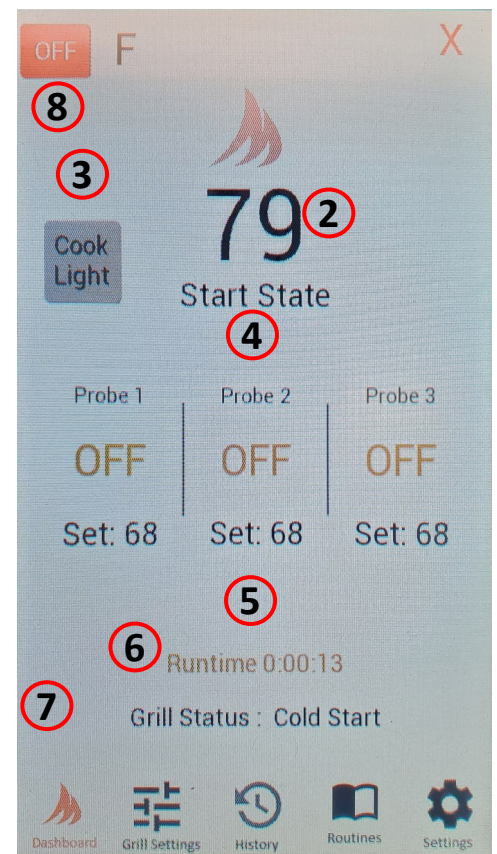 OFF F X
8
3
79 2
Cook
Light
Start State
4
Probe 1 Probe 2 Probe 3
OFF OFF OFF
Set: 68 Set: 68 Set: 68
5
6 Runtime 0:00:13
7
Grill Status : Cold Start
Dashboard Grill Settings History Routines Settings